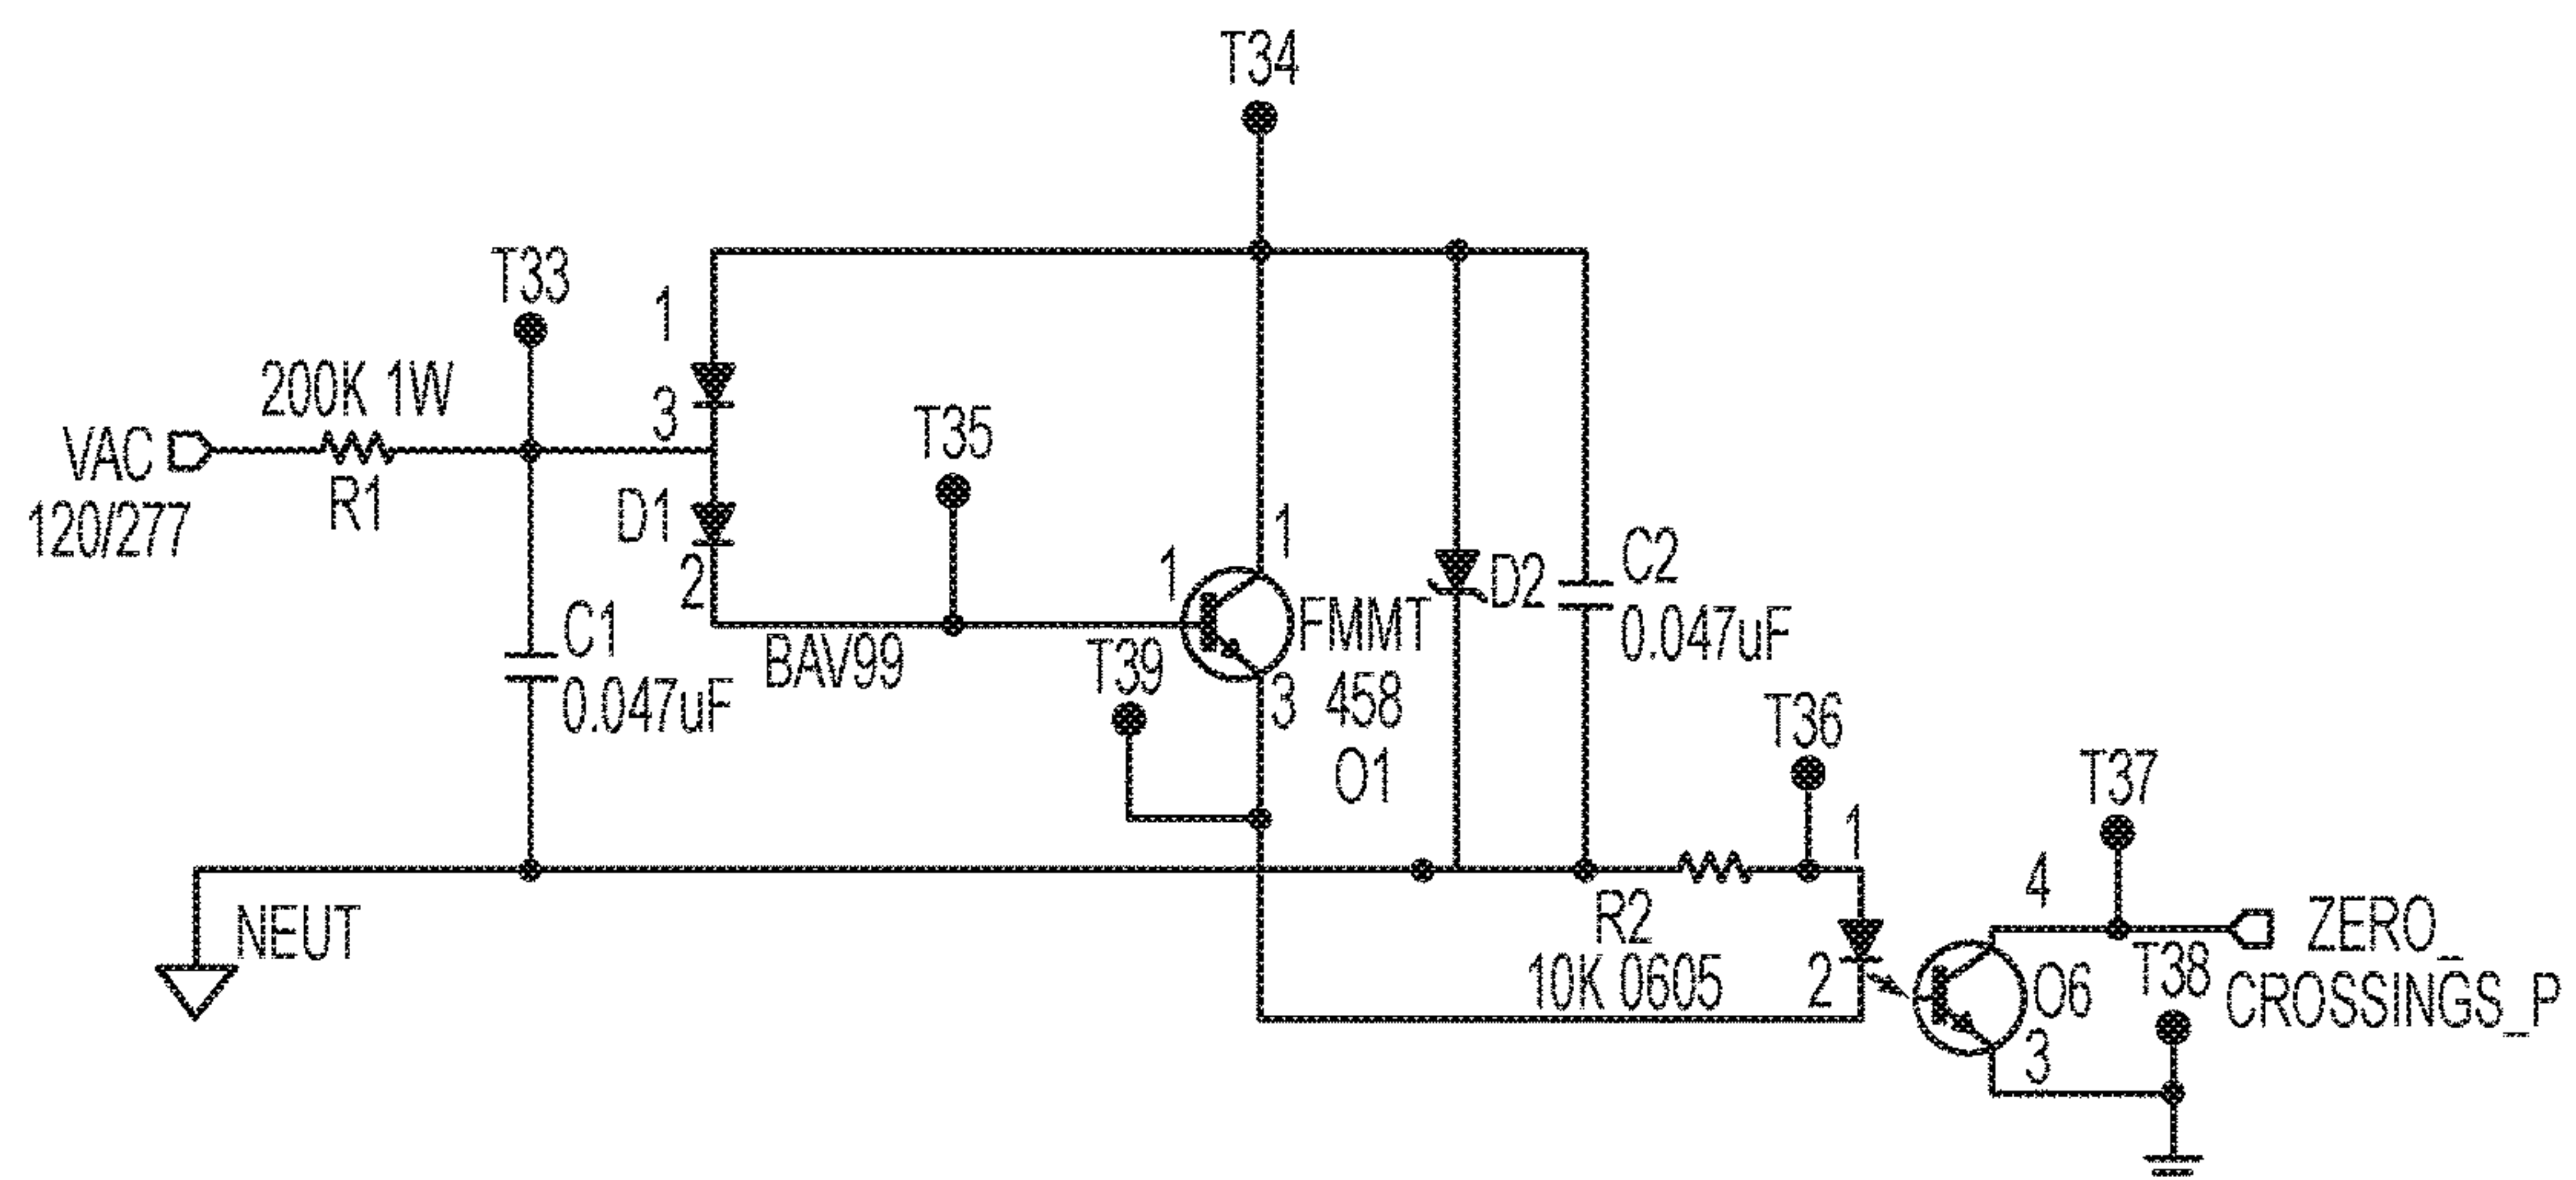 T34
T33
1
200K 1W
3
T35
VAC
R1
D1
120/277
1
1
2
C2
C1
FMMT
D2
0.047uF
BAV99
T39
0.047uF
3
458
T36
O1
T37
1
4
NEUT
R2
ZERO_
T38
10K 0605
2
O6
CROSSINGS_P
3